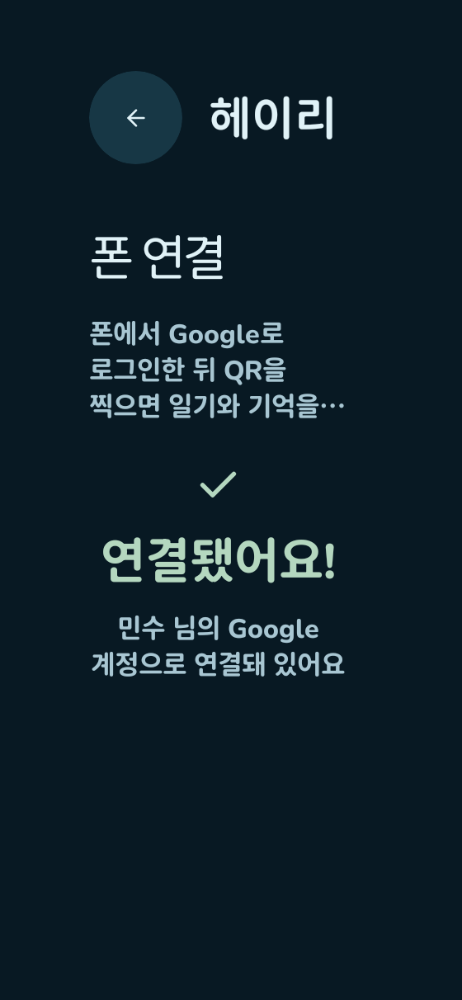 헤이리
폰 연결
폰에서 Google로
로그인한 뒤 QR을
찍으면 일기와 기억을…
연결됐어요!
민수 님의 Google
계정으로 연결돼 있어요